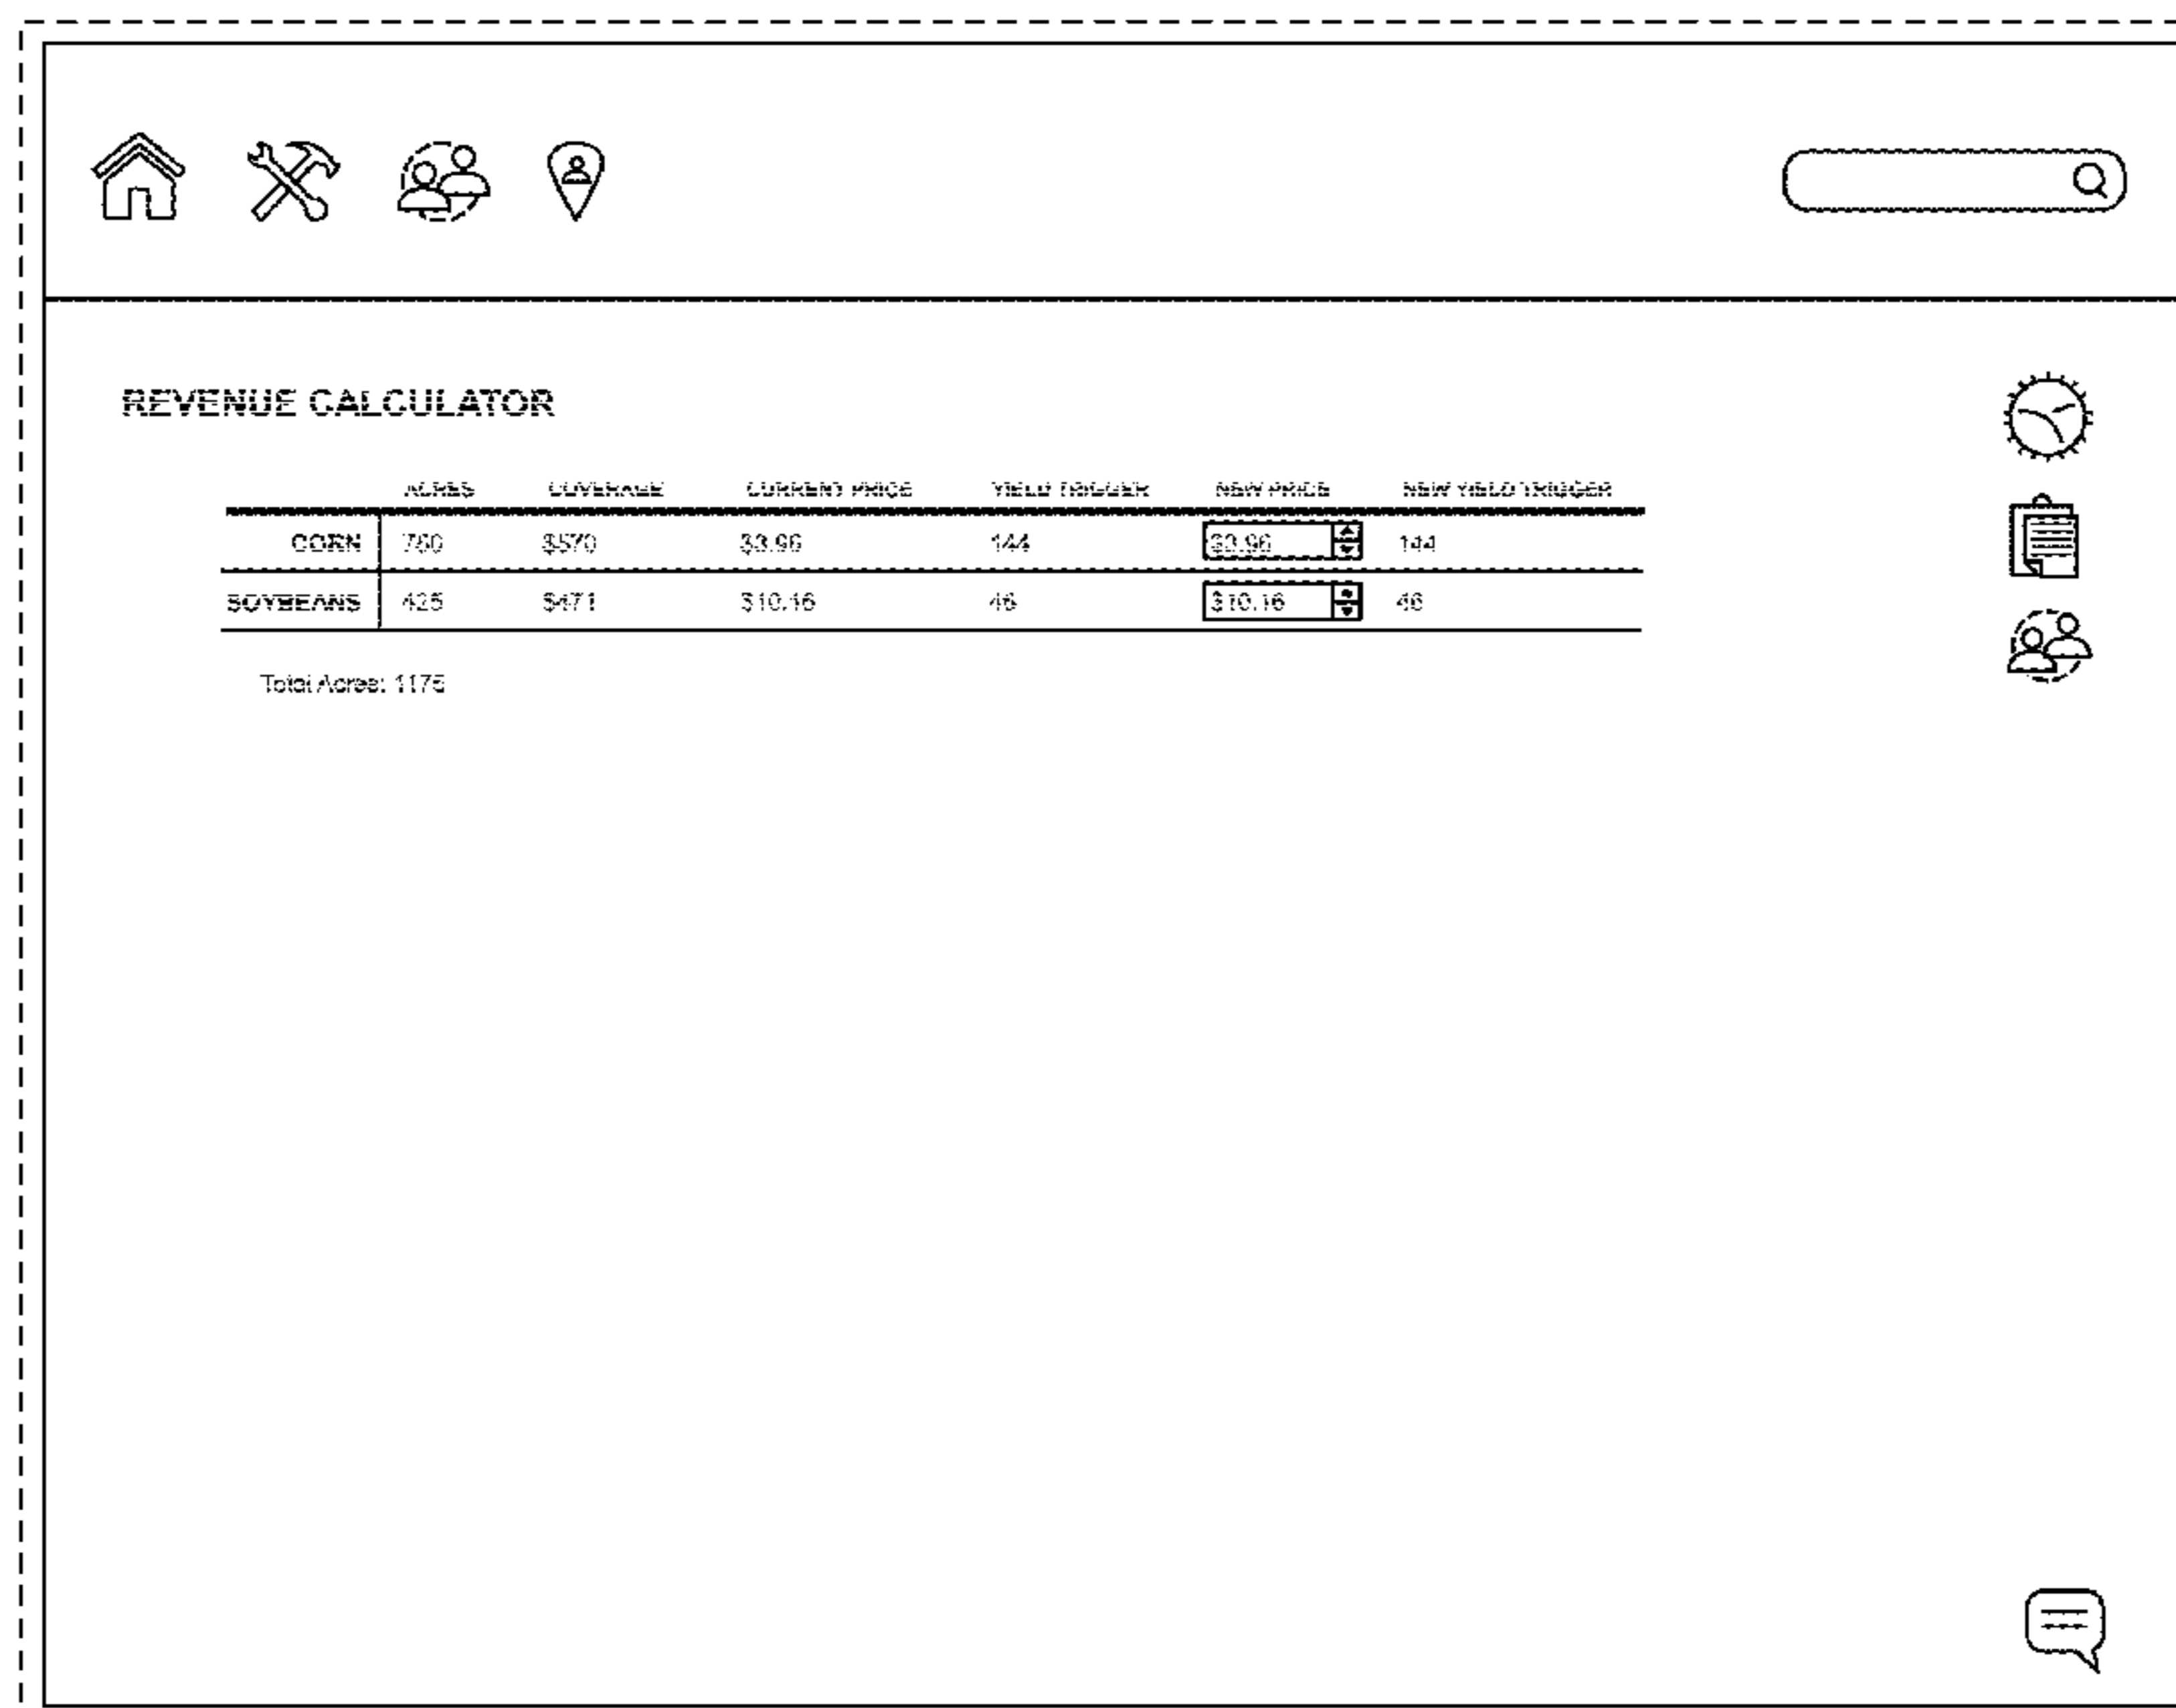 REVENUE CALCULATOR
ACRES COVERAGE CURRENT PRICE YIELD TRIGGER NEW PRICE NEW YIELD TRIGGER
CORN 750 $570 $3.96 144 $3.96 144
SOYBEANS 425 $471 $10.16 46 $10.16 46
Total Acres: 1175